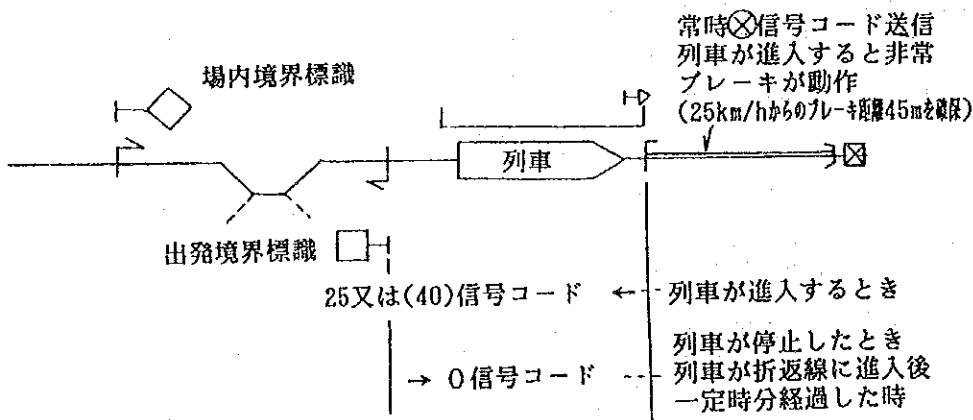 常時⊗信号コード送信
列車が進入すると非常
ブレーキが動作
(25km/hからのブレーキ距離45mを確保)
場内境界標識
列車
出発境界標識
25又は(40)信号コード ← 列車が進入するとき
→ 0信号コード
列車が停止したとき
列車が折返線に進入後
一定時分経過した時